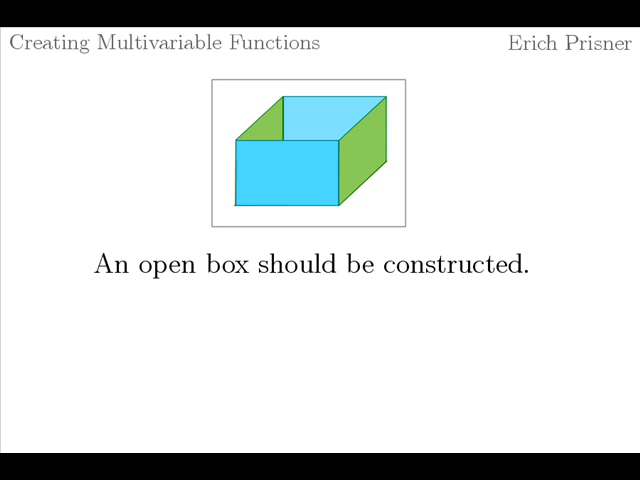 Creating Multivariable Functions
Erich Prisner
An open box should be constructed.